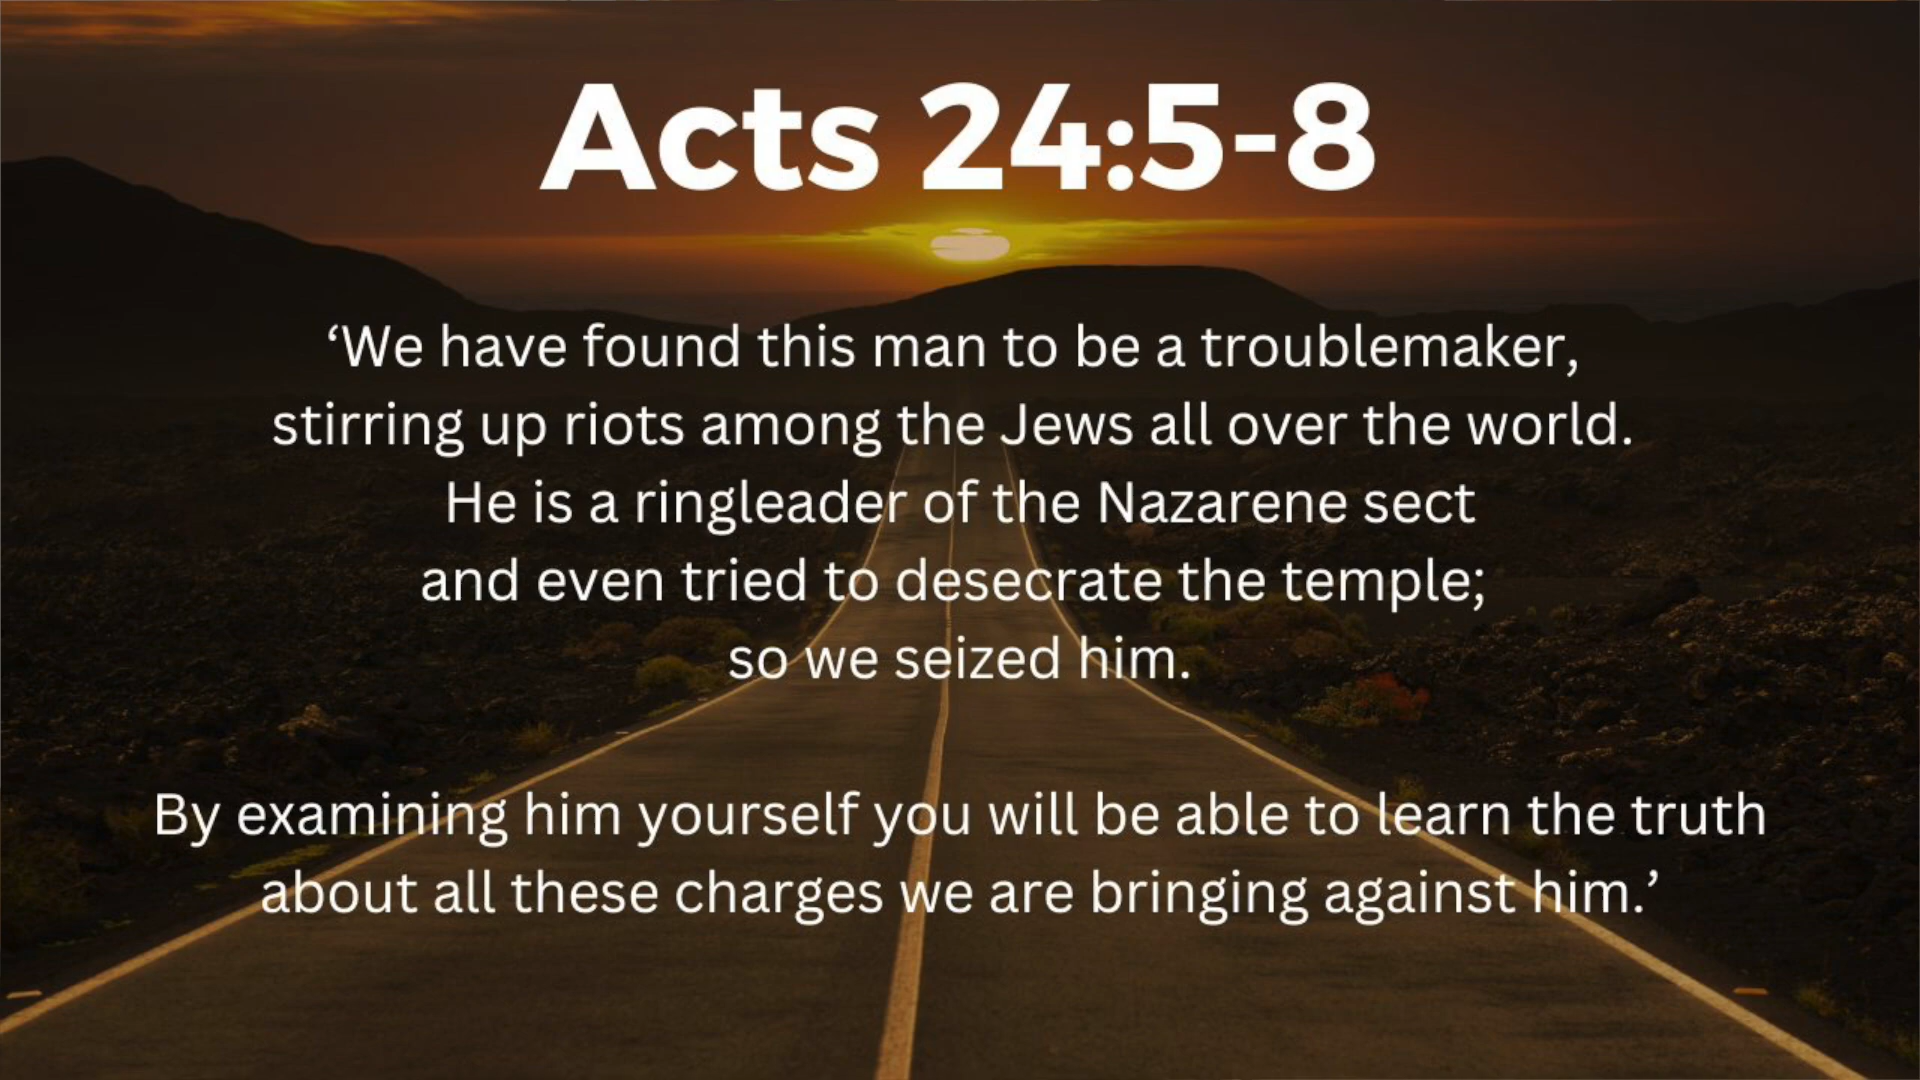 Acts 24:5-8
‘We have found this man to be a troublemaker,
stirring up riots among the Jews all over the world.
He is a ringleader of the Nazarene sect
and even tried to desecrate the temple;
so we seized him.
By examining him yourself you will be able to learn the truth
about all these charges we are bringing against him.’